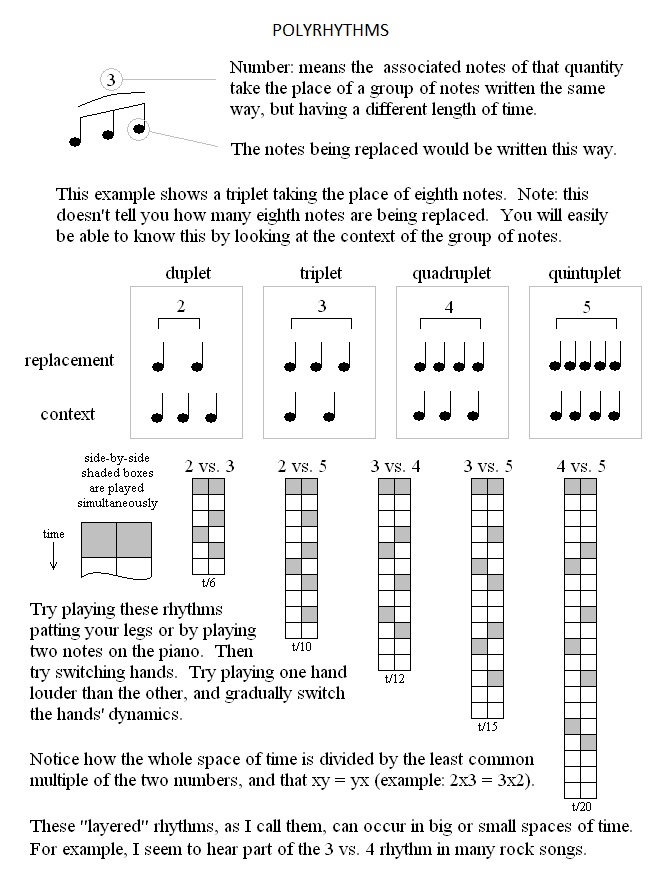 POLYRHYTHMS
3
Number: means the  associated notes of that quantity
take the place of a group of notes written the same
way, but having a different length of time.
The notes being replaced would be written this way.
This example shows a triplet taking the place of eighth notes.  Note: this
doesn't tell you how many eighth notes are being replaced.  You will easily
be able to know this by looking at the context of the group of notes.
duplet triplet quadruplet quintuplet
2 3 4 5
replacement
context
side-by-side
shaded boxes
are played
simultaneously
time
2 vs. 3 2 vs. 5 3 vs. 4 3 vs. 5 4 vs. 5
t/6
t/10
t/12
t/15
t/20
Try playing these rhythms
patting your legs or by playing
two notes on the piano.  Then
try switching hands.  Try playing one hand
louder than the other, and gradually switch
the hands' dynamics.
Notice how the whole space of time is divided by the least common
multiple of the two numbers, and that xy = yx (example: 2x3 = 3x2).
These "layered" rhythms, as I call them, can occur in big or small spaces of time.
For example, I seem to hear part of the 3 vs. 4 rhythm in many rock songs.